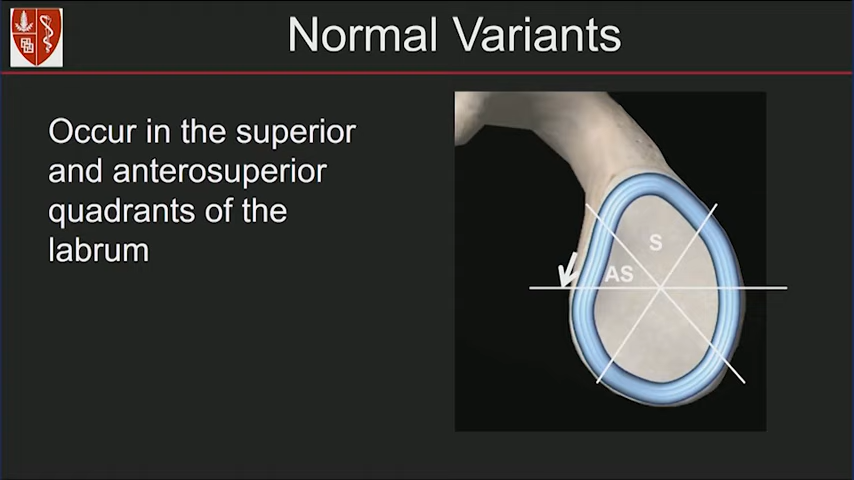 Normal Variants
Occur in the superior
and anterosuperior
quadrants of the
labrum
S
AS